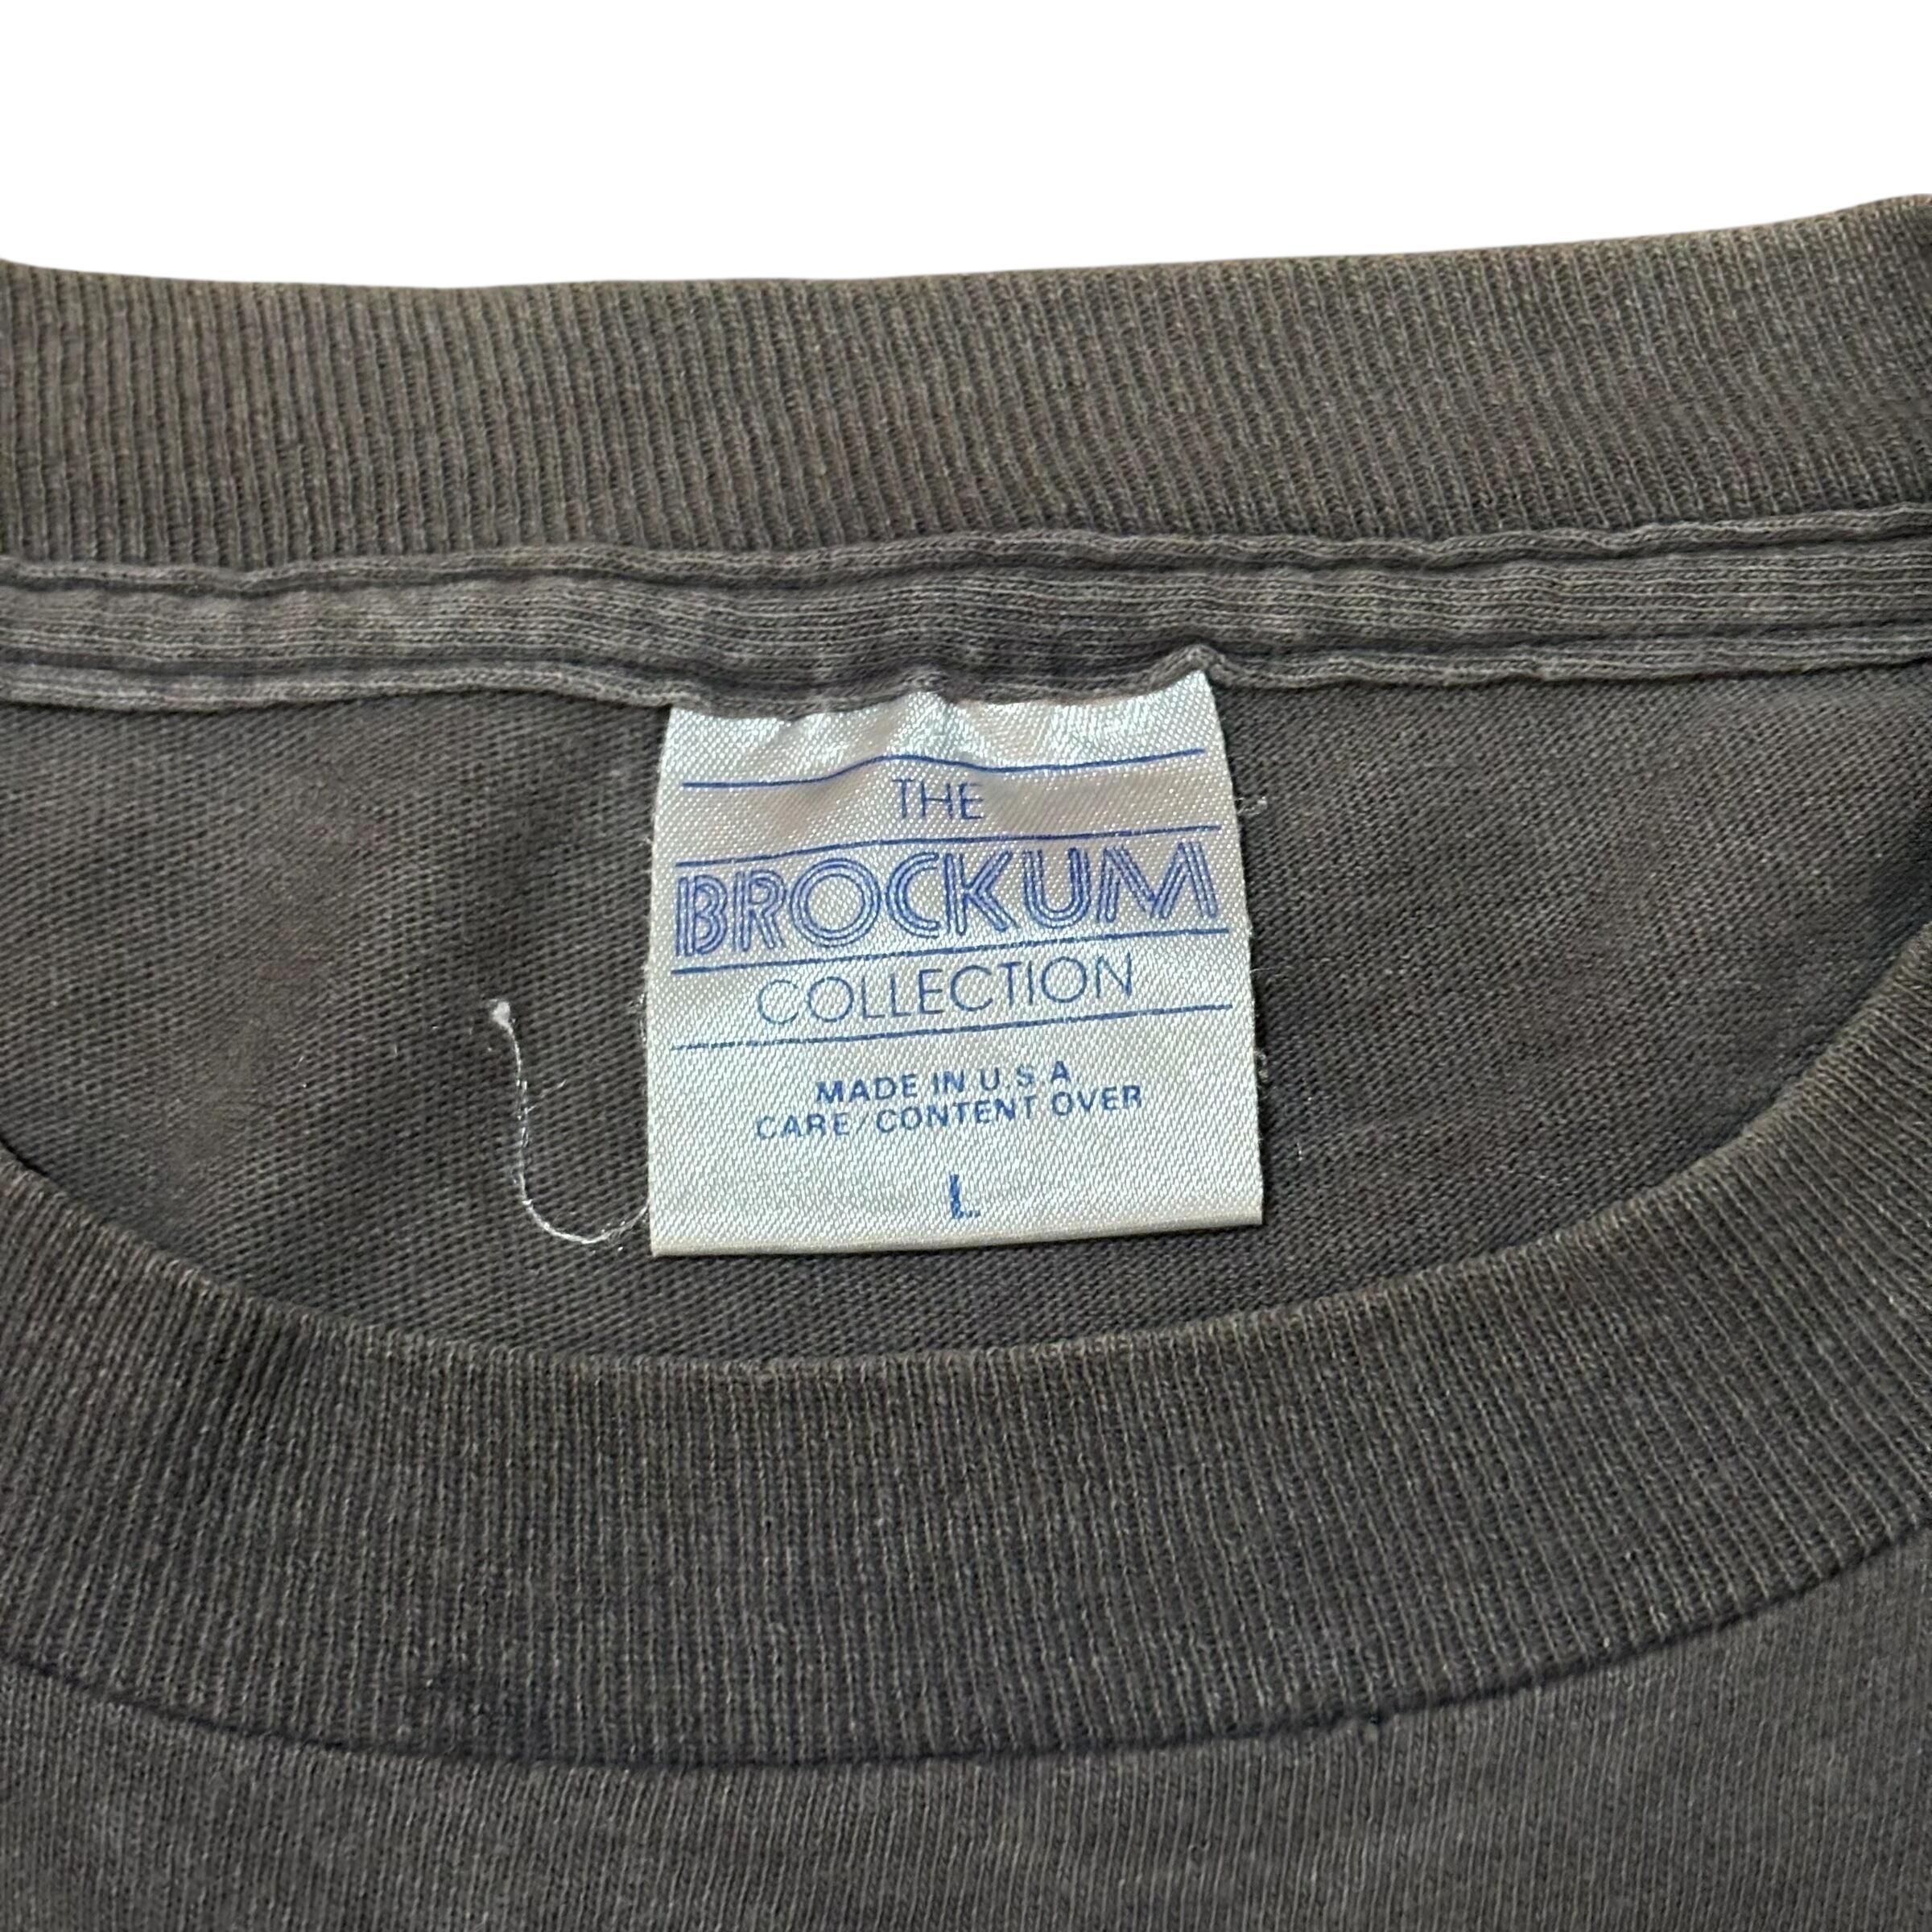 THE
BROCKUM
COLLECTION
MADE IN U.S.A.
CARE/CONTENT OVER
L